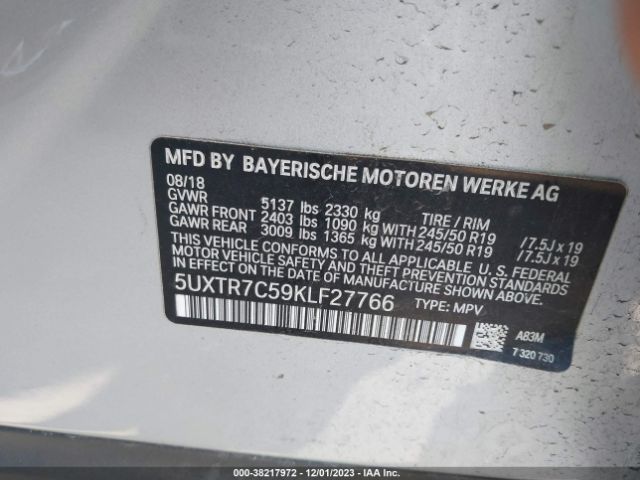 MFD BY BAYERISCHE MOTOREN WERKE AG
08/18
GVWR 5137 lbs 2330 kg TIRE / RIM
GAWR FRONT 2403 lbs 1090 kg WITH 245/50 R19 /7.5J x 19
GAWR REAR 3009 lbs 1365 kg WITH 245/50 R19 /7.5J x 19
THIS VEHICLE CONFORMS TO ALL APPLICABLE U. S. FEDERAL
MOTOR VEHICLE SAFETY AND THEFT PREVENTION STANDARDS
IN EFFECT ON THE DATE OF MANUFACTURE SHOWN ABOVE.
5UXTR7C59KLF27766 TYPE: MPV
A83M
7 320 730
000-38217972 - 12/01/2023 - IAA Inc.